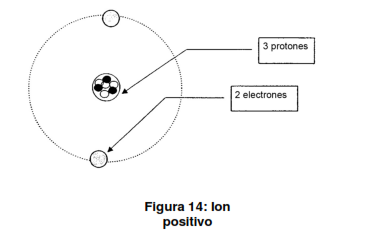 3 protones
2 electrones
Figura 14: Ion
positivo